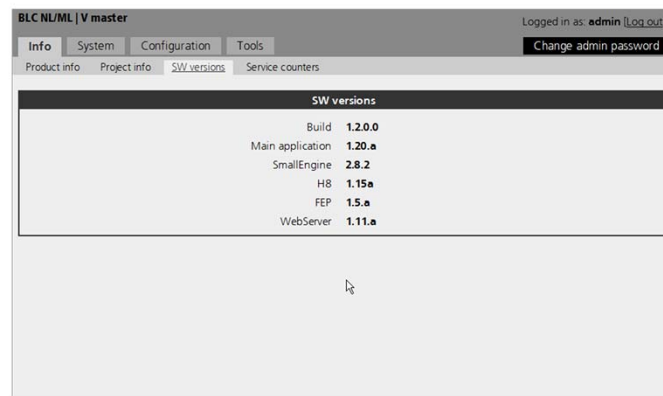 BLC NL/ML | V master
Logged in as: admin [Log out
Info System Configuration Tools
Change admin password
Product info Project info SW versions Service counters
SW versions
Build 1.2.0.0
Main application 1.20.a
SmallEngine 2.8.2
H8 1.15a
FEP 1.5.a
WebServer 1.11.a